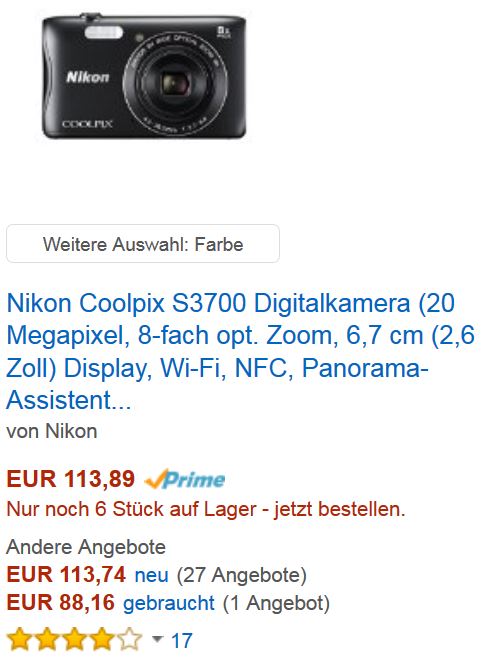 Nikon
8x
COOLPIX
Weitere Auswahl: Farbe
Nikon Coolpix S3700 Digitalkamera (20
Megapixel, 8-fach opt. Zoom, 6,7 cm (2,6
Zoll) Display, Wi-Fi, NFC, Panorama-
Assistent...
von Nikon
EUR 113,89 Prime
Nur noch 6 Stück auf Lager - jetzt bestellen.
Andere Angebote
EUR 113,74 neu (27 Angebote)
EUR 88,16 gebraucht (1 Angebot)
17